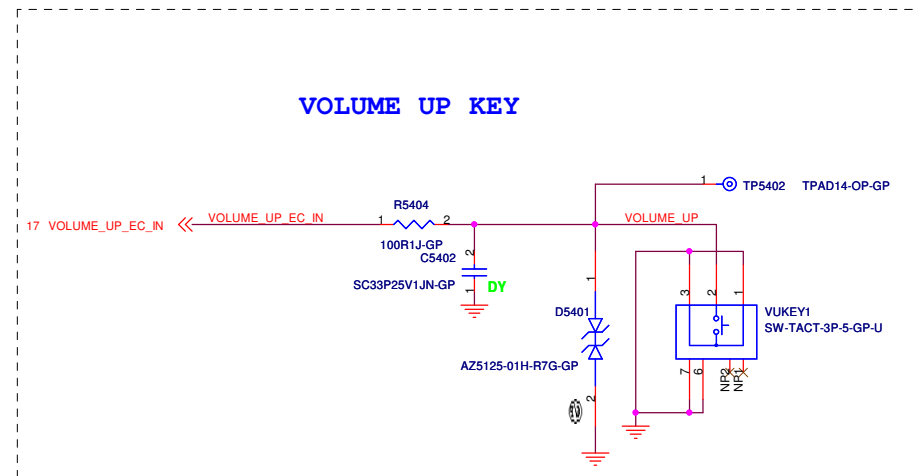 VOLUME UP KEY
1 TP5402 TPAD14-OP-GP
R5404
17 VOLUME_UP_EC_IN VOLUME_UP_EC_IN 1 2 VOLUME_UP
100R1J-GP
C5402
2
SC33P25V1JN-GP 1 DY
1
3 2 1
D5401
VUKEY1
SW-TACT-3P-5-GP-U
AZ5125-01H-R7G-GP
7 6 NP2 NP1
2